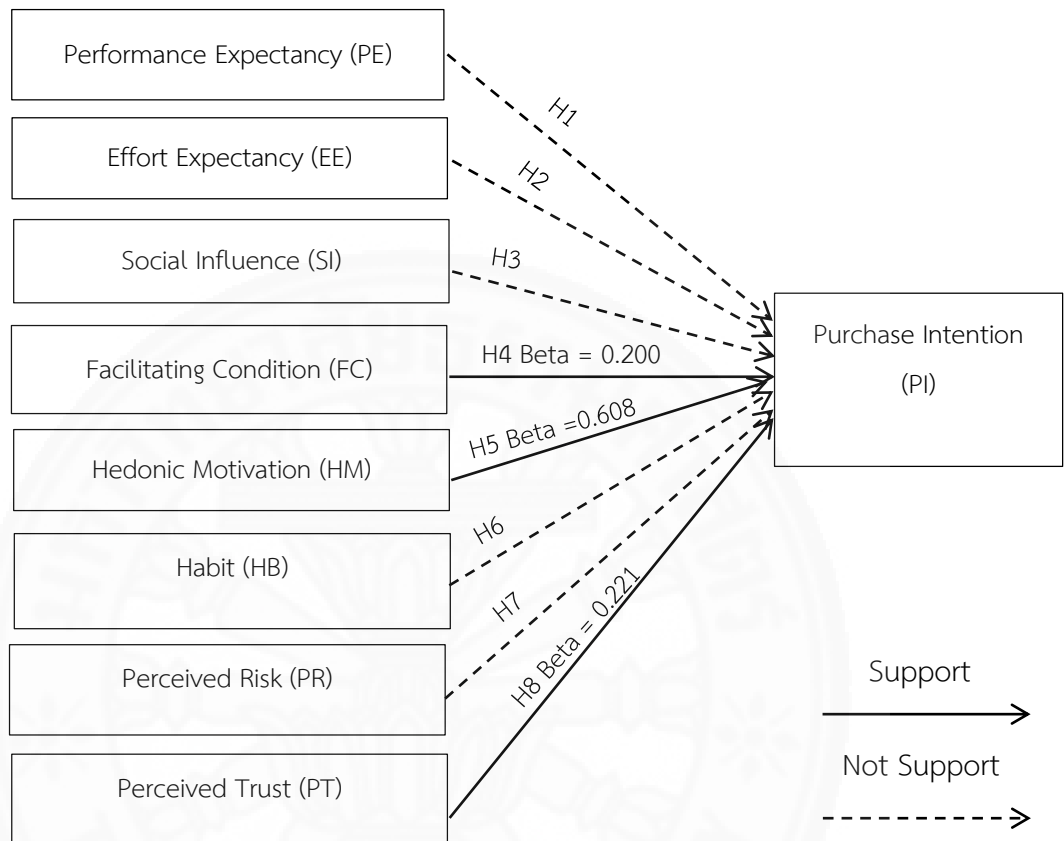 Performance Expectancy (PE)
H1
Effort Expectancy (EE)
H2
Social Influence (SI)
H3
Facilitating Condition (FC)
H4 Beta = 0.200
Purchase Intention
(PI)
Hedonic Motivation (HM)
H5 Beta =0.608
Habit (HB)
H6
Perceived Risk (PR)
H7
Perceived Trust (PT)
H8 Beta = 0.221
Support
Not Support